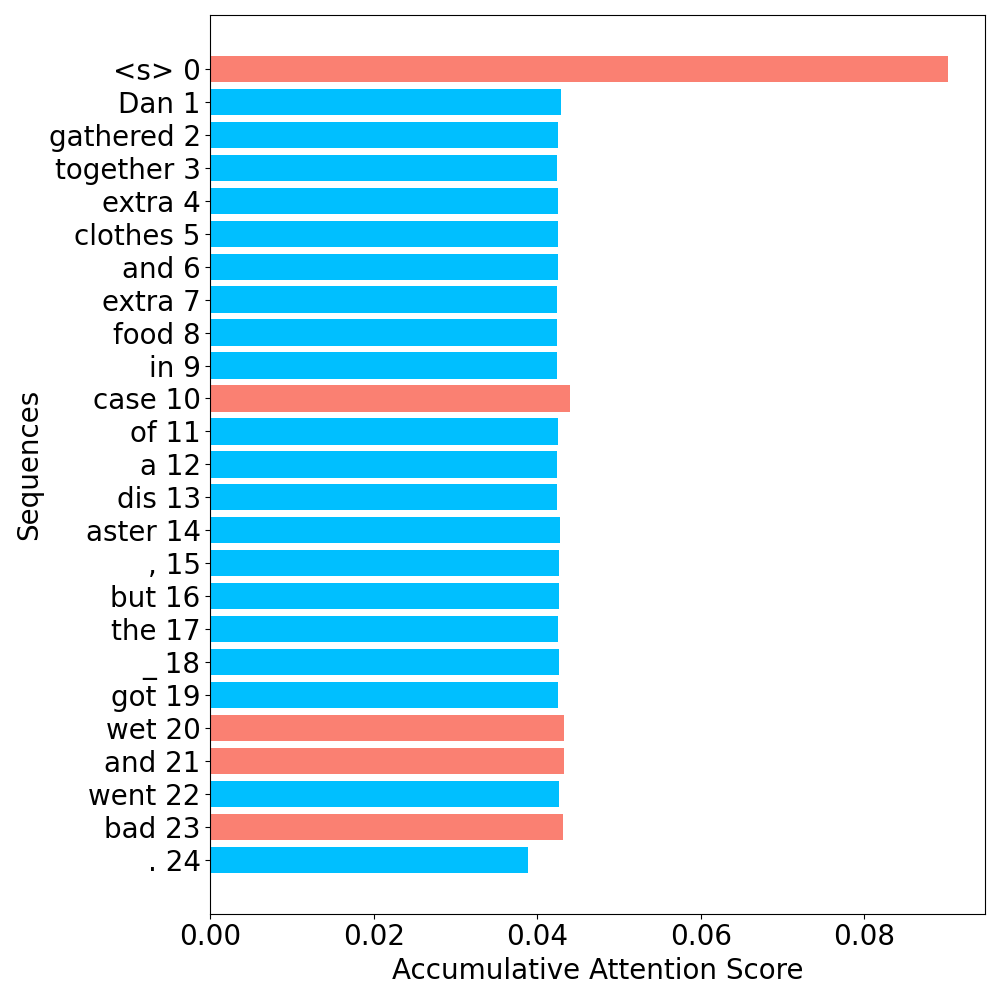 <s> 0
Dan 1
gathered 2
together 3
extra 4
clothes 5
and 6
extra 7
food 8
in 9
case 10
of 11
a 12
dis 13
aster 14
, 15
but 16
the 17
_ 18
got 19
wet 20
and 21
went 22
bad 23
. 24
Sequences
0.00 0.02 0.04 0.06 0.08
Accumulative Attention Score